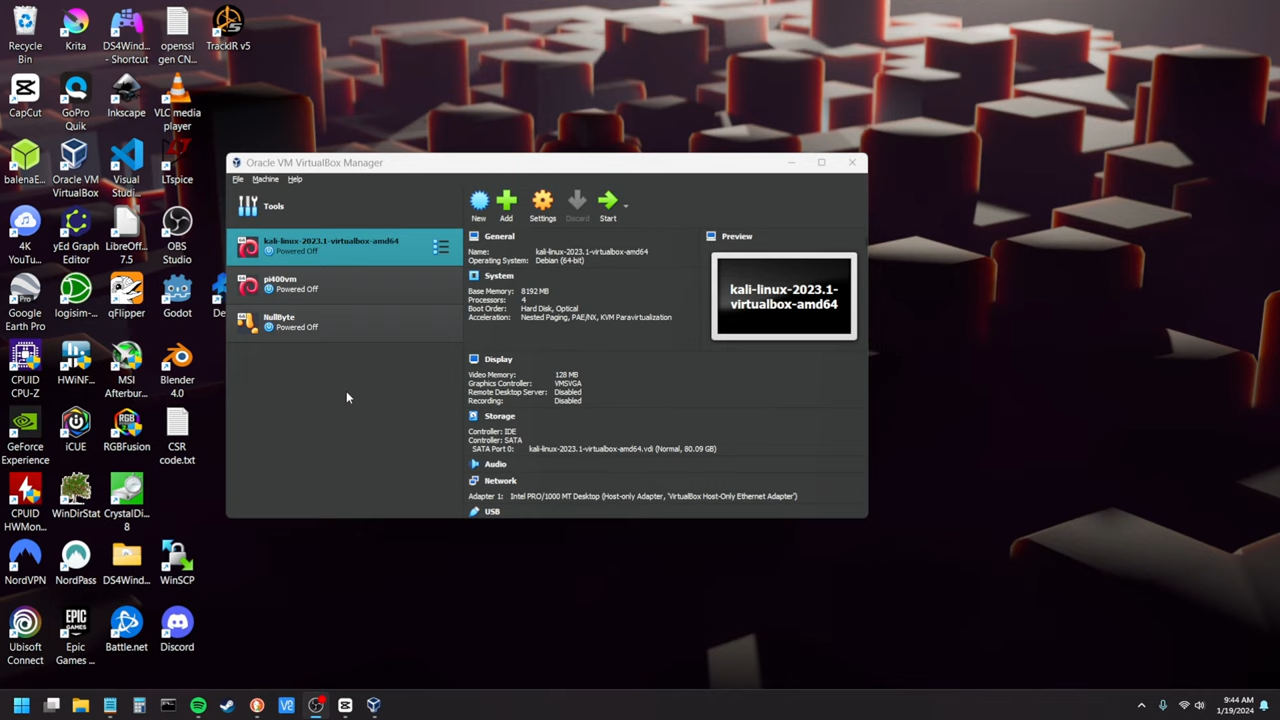 Recycle Bin
Krita
DS4Wind... - Shortcut
openssl gen CN...
TrackIR v5
CapCut
GoPro Quik
Inkscape
VLC media player
balenaE...
Oracle VM VirtualBox
Visual Studi...
LTspice
4K YouTu...
yEd Graph Editor
LibreOff... 7.5
OBS Studio
Google Earth Pro
logisim-...
qFlipper
Godot
CPUID CPU-Z
HWiNF...
MSI Afterbur...
Blender 4.0
GeForce Experience
iCUE
RGBFusion
CSR code.txt
CPUID HWMon...
WinDirStat
CrystalDi... 8
NordVPN
NordPass
DS4Wind...
WinSCP
Ubisoft Connect
Epic Games ...
Battle.net
Discord
Oracle VM VirtualBox Manager
File Machine Help
Tools
kali-linux-2023.1-virtualbox-amd64
Powered Off
pi400vm
Powered Off
NullByte
Powered Off
New Add Settings Discard Start
General
Name: kali-linux-2023.1-virtualbox-amd64
Operating System: Debian (64-bit)
System
Base Memory: 8192 MB
Processors: 4
Boot Order: Hard Disk, Optical
Acceleration: Nested Paging, PAE/NX, KVM Paravirtualization
Preview
kali-linux-2023.1-
virtualbox-amd64
Display
Video Memory: 128 MB
Graphics Controller: VMSVGA
Remote Desktop Server: Disabled
Recording: Disabled
Storage
Controller: IDE
Controller: SATA
SATA Port 0: kali-linux-2023.1-virtualbox-amd64.vdi (Normal, 80.09 GB)
Audio
Network
Adapter 1: Intel PRO/1000 MT Desktop (Host-only Adapter, 'VirtualBox Host-Only Ethernet Adapter')
USB
9:44 AM
1/19/2024